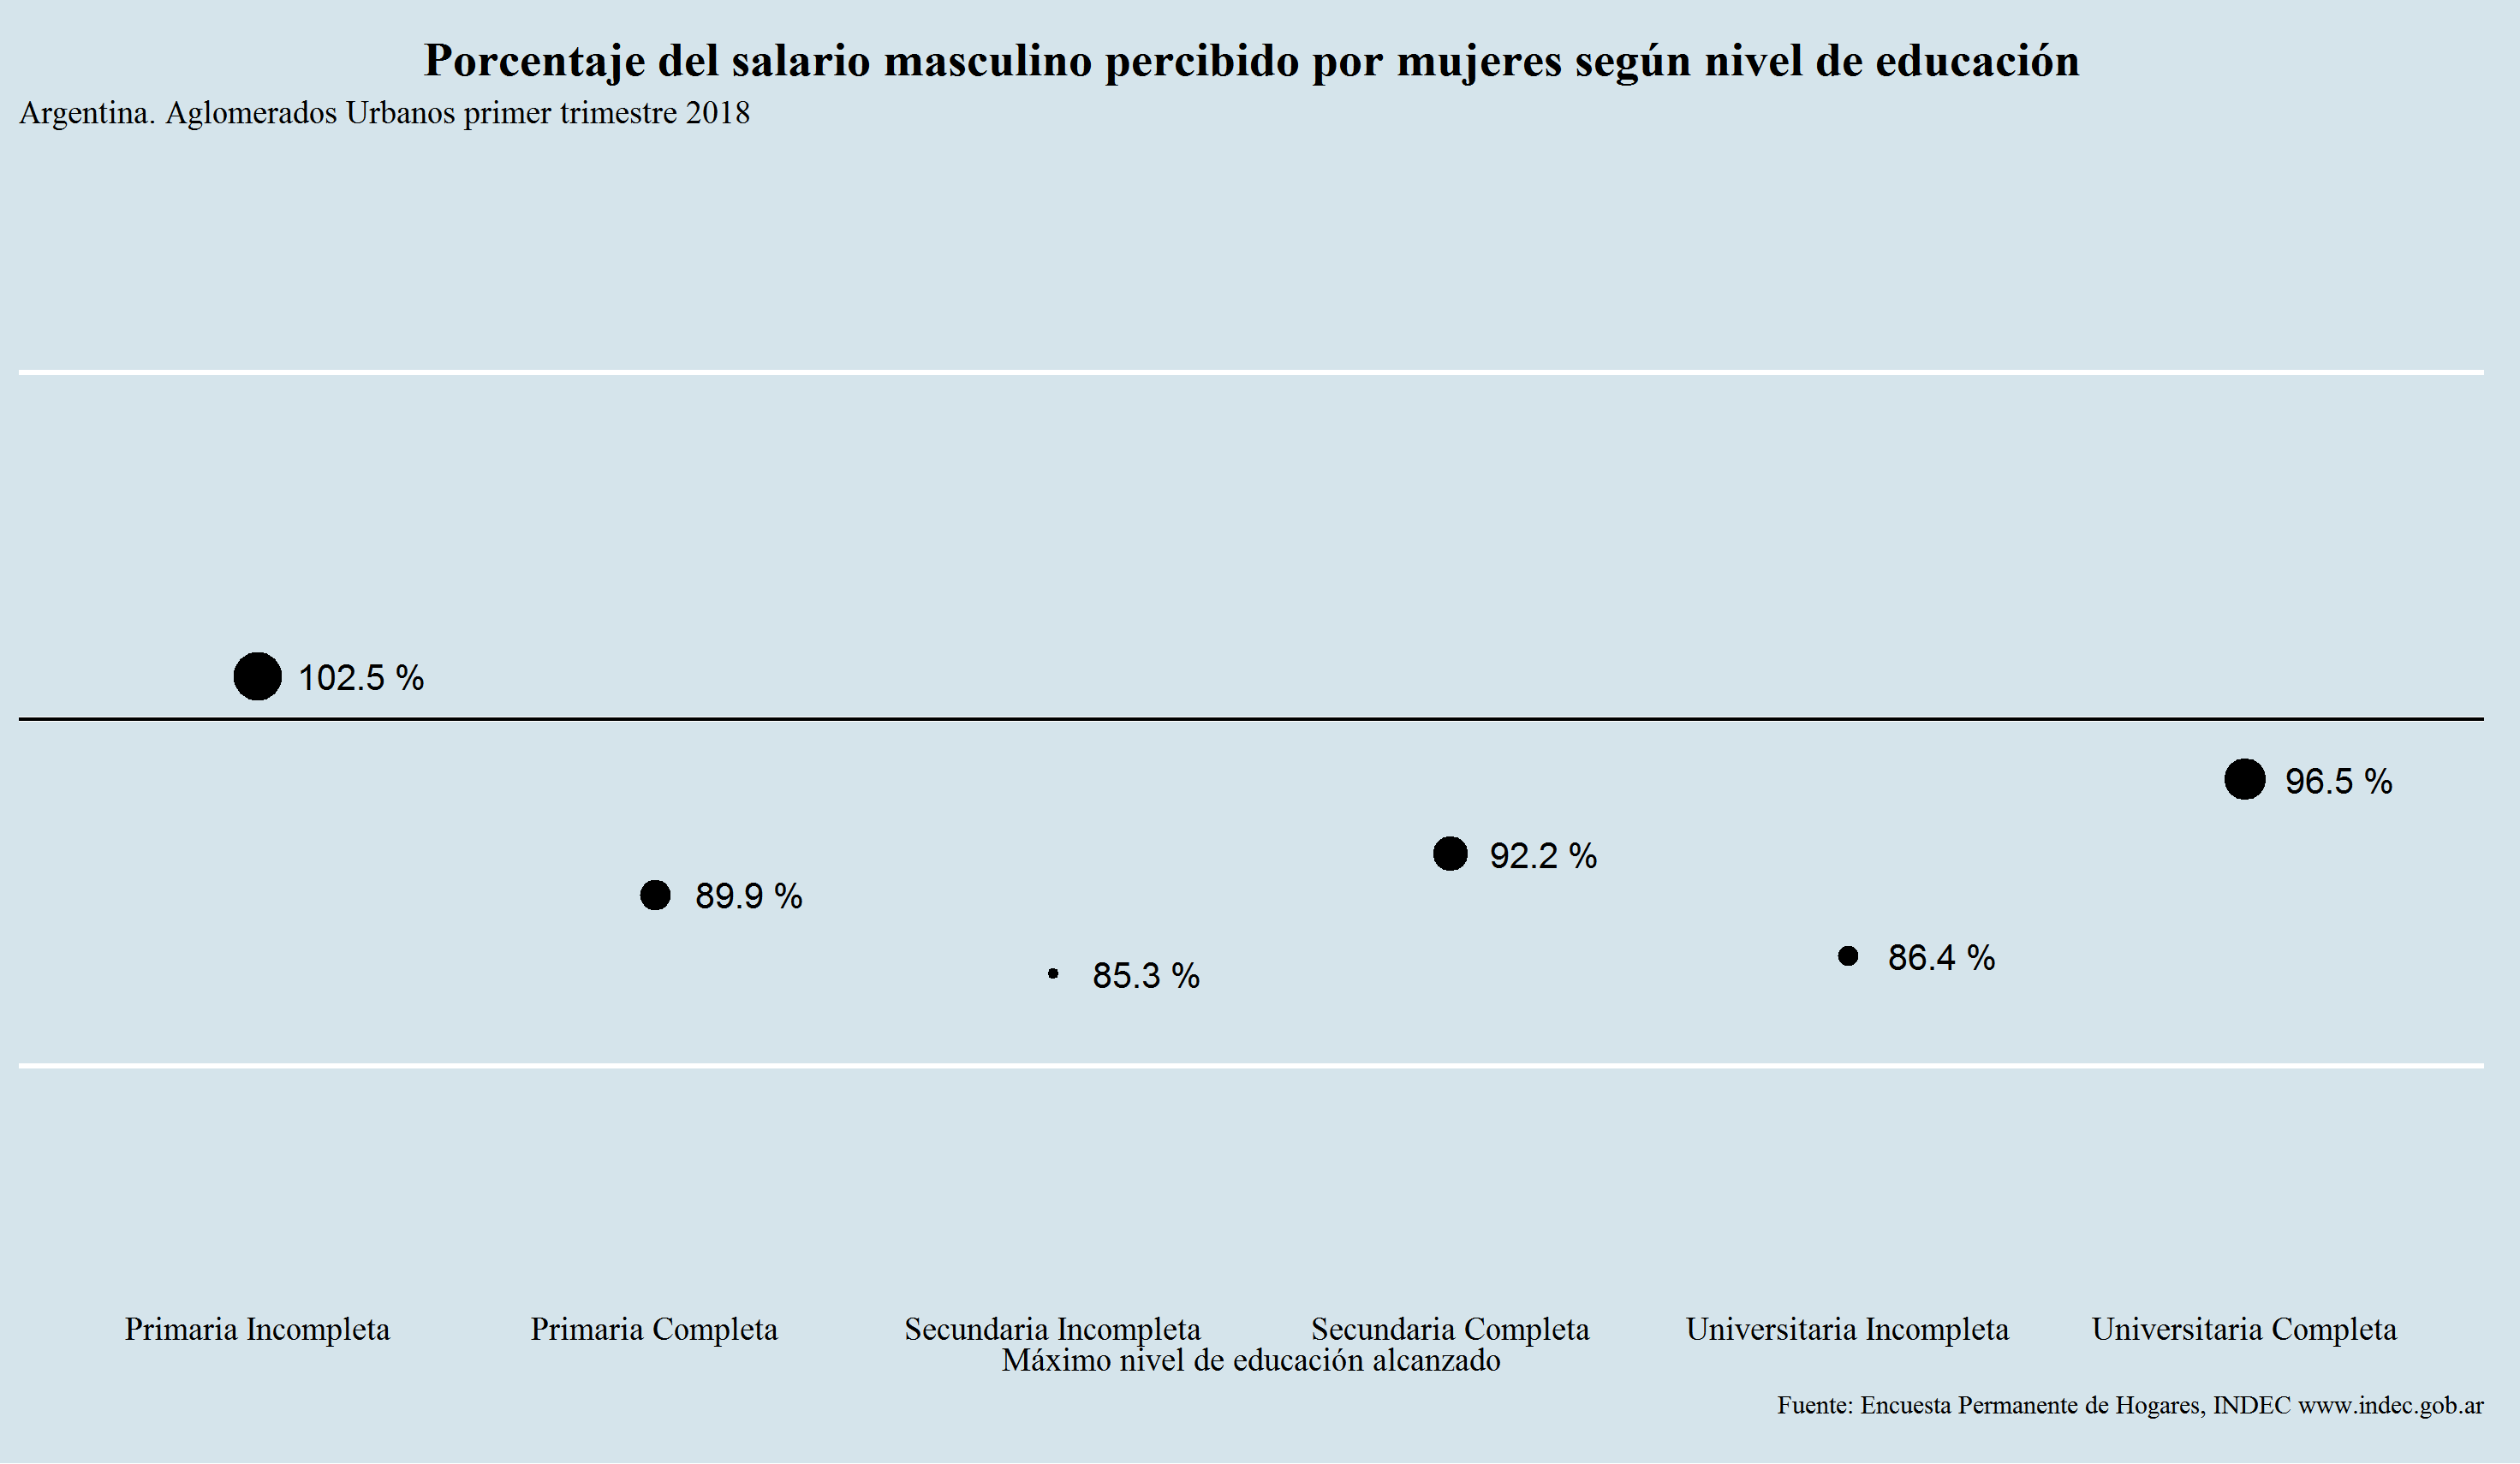 Porcentaje del salario masculino percibido por mujeres según nivel de educación
Argentina. Aglomerados Urbanos primer trimestre 2018
102.5 %
96.5 %
92.2 %
89.9 %
86.4 %
85.3 %
Primaria Incompleta Primaria Completa Secundaria Incompleta Secundaria Completa Universitaria Incompleta Universitaria Completa
Máximo nivel de educación alcanzado
Fuente: Encuesta Permanente de Hogares, INDEC www.indec.gob.ar